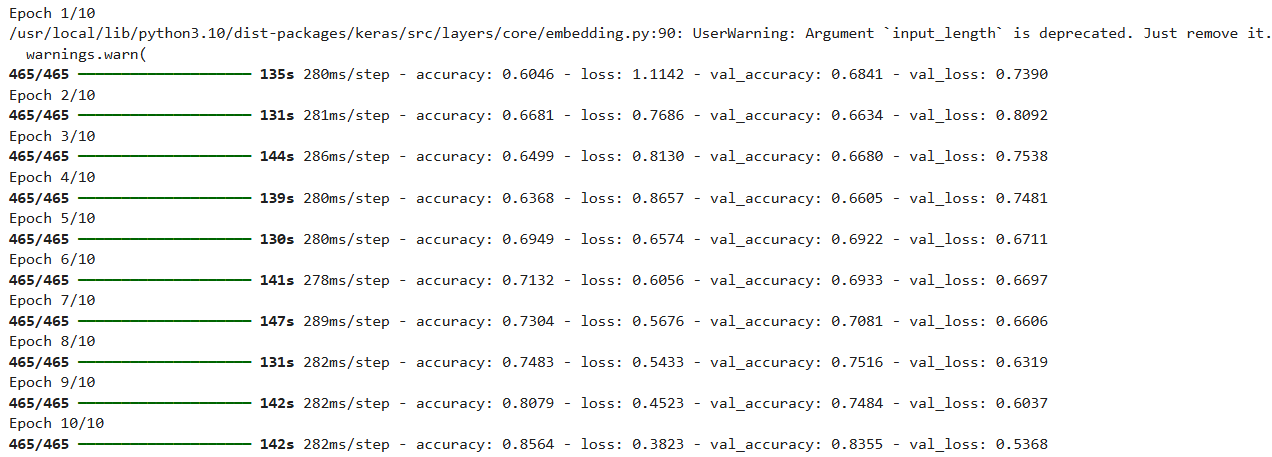 Epoch 1/10
/usr/local/lib/python3.10/dist-packages/keras/src/layers/core/embedding.py:90: UserWarning: Argument `input_length` is deprecated. Just remove it.
  warnings.warn(
465/465 ━━━━━━━━━━━━━━━━━━━━ 135s 280ms/step - accuracy: 0.6046 - loss: 1.1142 - val_accuracy: 0.6841 - val_loss: 0.7390
Epoch 2/10
465/465 ━━━━━━━━━━━━━━━━━━━━ 131s 281ms/step - accuracy: 0.6681 - loss: 0.7686 - val_accuracy: 0.6634 - val_loss: 0.8092
Epoch 3/10
465/465 ━━━━━━━━━━━━━━━━━━━━ 144s 286ms/step - accuracy: 0.6499 - loss: 0.8130 - val_accuracy: 0.6680 - val_loss: 0.7538
Epoch 4/10
465/465 ━━━━━━━━━━━━━━━━━━━━ 139s 280ms/step - accuracy: 0.6368 - loss: 0.8657 - val_accuracy: 0.6605 - val_loss: 0.7481
Epoch 5/10
465/465 ━━━━━━━━━━━━━━━━━━━━ 130s 280ms/step - accuracy: 0.6949 - loss: 0.6574 - val_accuracy: 0.6922 - val_loss: 0.6711
Epoch 6/10
465/465 ━━━━━━━━━━━━━━━━━━━━ 141s 278ms/step - accuracy: 0.7132 - loss: 0.6056 - val_accuracy: 0.6933 - val_loss: 0.6697
Epoch 7/10
465/465 ━━━━━━━━━━━━━━━━━━━━ 147s 289ms/step - accuracy: 0.7304 - loss: 0.5676 - val_accuracy: 0.7081 - val_loss: 0.6606
Epoch 8/10
465/465 ━━━━━━━━━━━━━━━━━━━━ 131s 282ms/step - accuracy: 0.7483 - loss: 0.5433 - val_accuracy: 0.7516 - val_loss: 0.6319
Epoch 9/10
465/465 ━━━━━━━━━━━━━━━━━━━━ 142s 282ms/step - accuracy: 0.8079 - loss: 0.4523 - val_accuracy: 0.7484 - val_loss: 0.6037
Epoch 10/10
465/465 ━━━━━━━━━━━━━━━━━━━━ 142s 282ms/step - accuracy: 0.8564 - loss: 0.3823 - val_accuracy: 0.8355 - val_loss: 0.5368